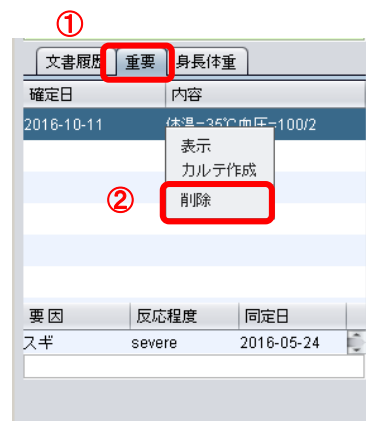 ①
文書履歴 重要 身長体重
確定日 内容
2016-10-11 体温=35℃血圧=100/2
表示
カルテ作成
② 削除
要因 反応程度 同定日
スギ severe 2016-05-24